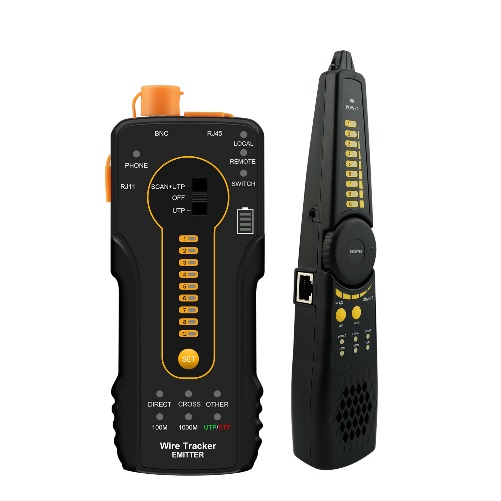 BNC
RJ45
LOCAL
PHONE
REMOTE
RJ11
SCAN+UTP
SWITCH
OFF
UTP
1
2
3
4
5
6
7
8
G
SET
DIRECT CROSS OTHER
100M 1000M UTP/STP
Wire Tracker
EMITTER
POWER